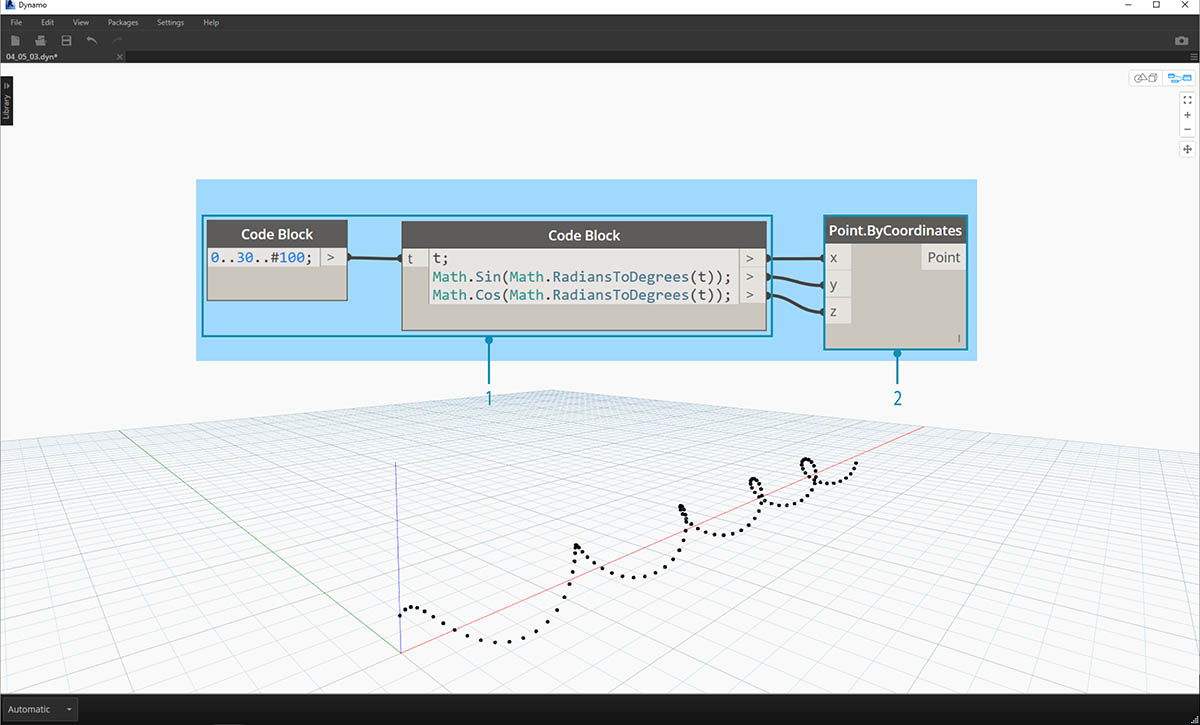 Dynamo
File Edit View Packages Settings Help
04_05_03.dyn*
Library
Code Block
0..30..#100; >
Code Block
t t; >
Math.Sin(Math.RadiansToDegrees(t)); >
Math.Cos(Math.RadiansToDegrees(t)); >
Point.ByCoordinates
x Point
y
z
l
1
2
Automatic